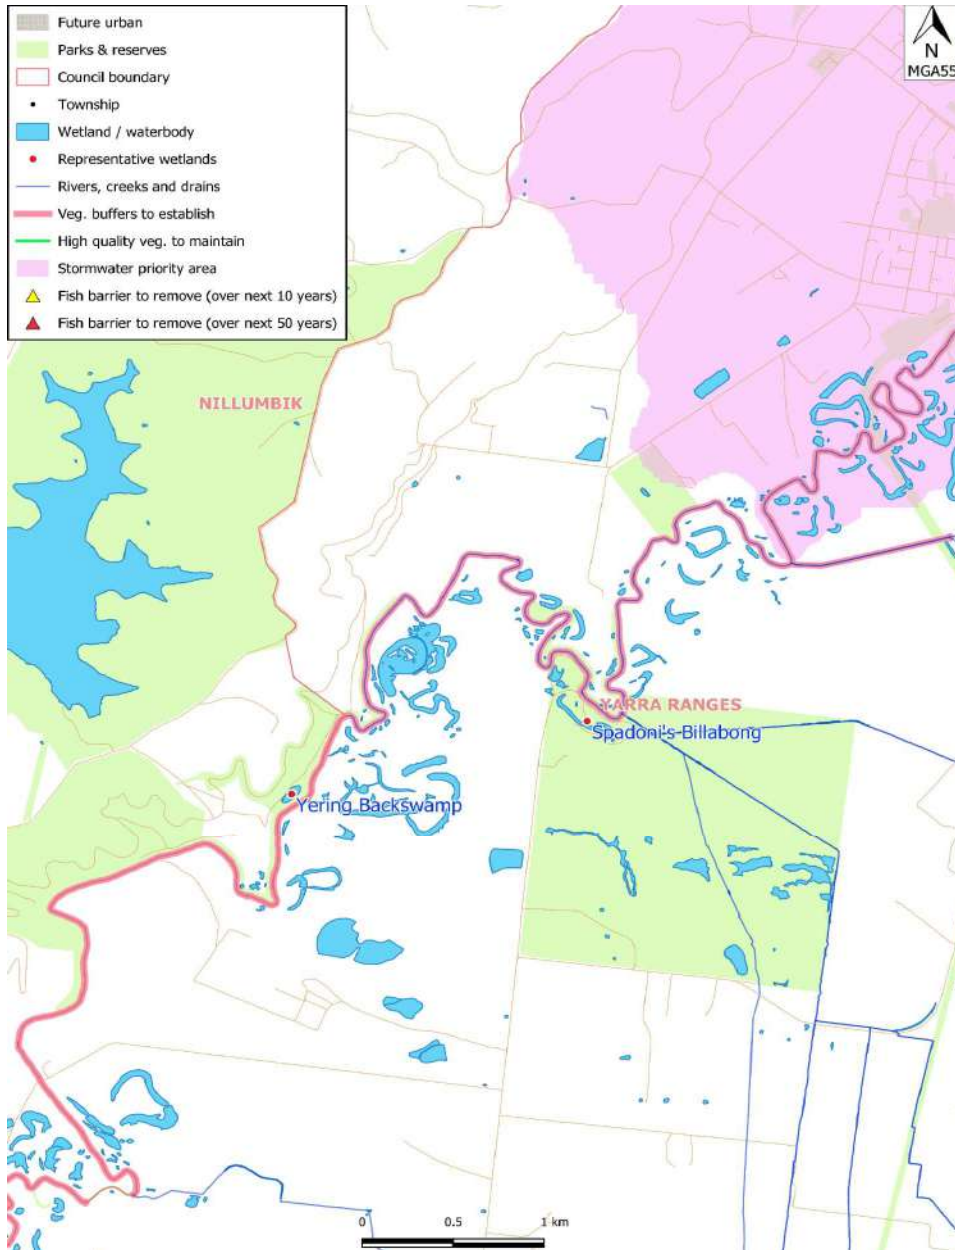 Future urban
Parks & reserves
Council boundary
Township
Wetland / waterbody
Representative wetlands
Rivers, creeks and drains
Veg. buffers to establish
High quality veg. to maintain
Stormwater priority area
Fish barrier to remove (over next 10 years)
Fish barrier to remove (over next 50 years)
N
MGA55
NILLUMBIK
YARRA RANGES
Spadoni's Billabong
Yering Backswamp
0 0.5 1 km